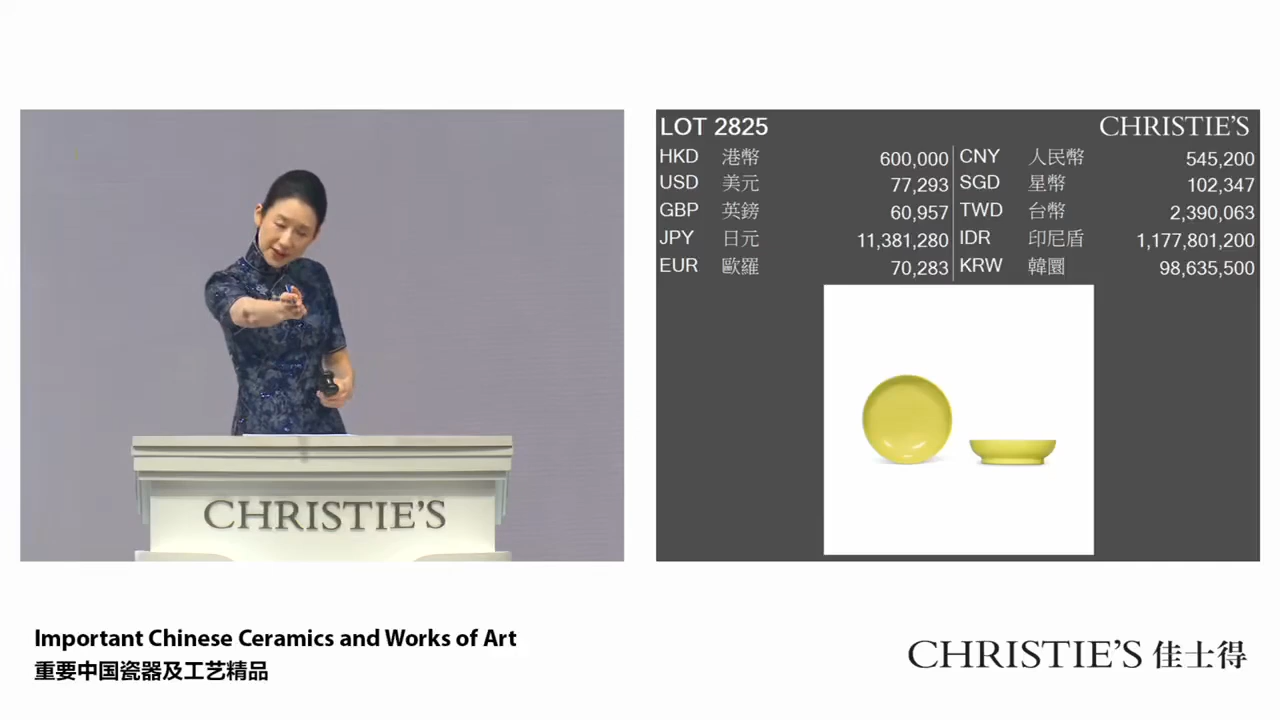 CHRISTIE'S
LOT 2825 CHRISTIE'S
HKD 港幣 600,000 CNY 人民幣 545,200
USD 美元 77,293 SGD 星幣 102,347
GBP 英鎊 60,957 TWD 台幣 2,390,063
JPY 日元 11,381,280 IDR 印尼盾 1,177,801,200
EUR 歐羅 70,283 KRW 韓圜 98,635,500
Important Chinese Ceramics and Works of Art
重要中国瓷器及工艺精品
CHRISTIE'S 佳士得